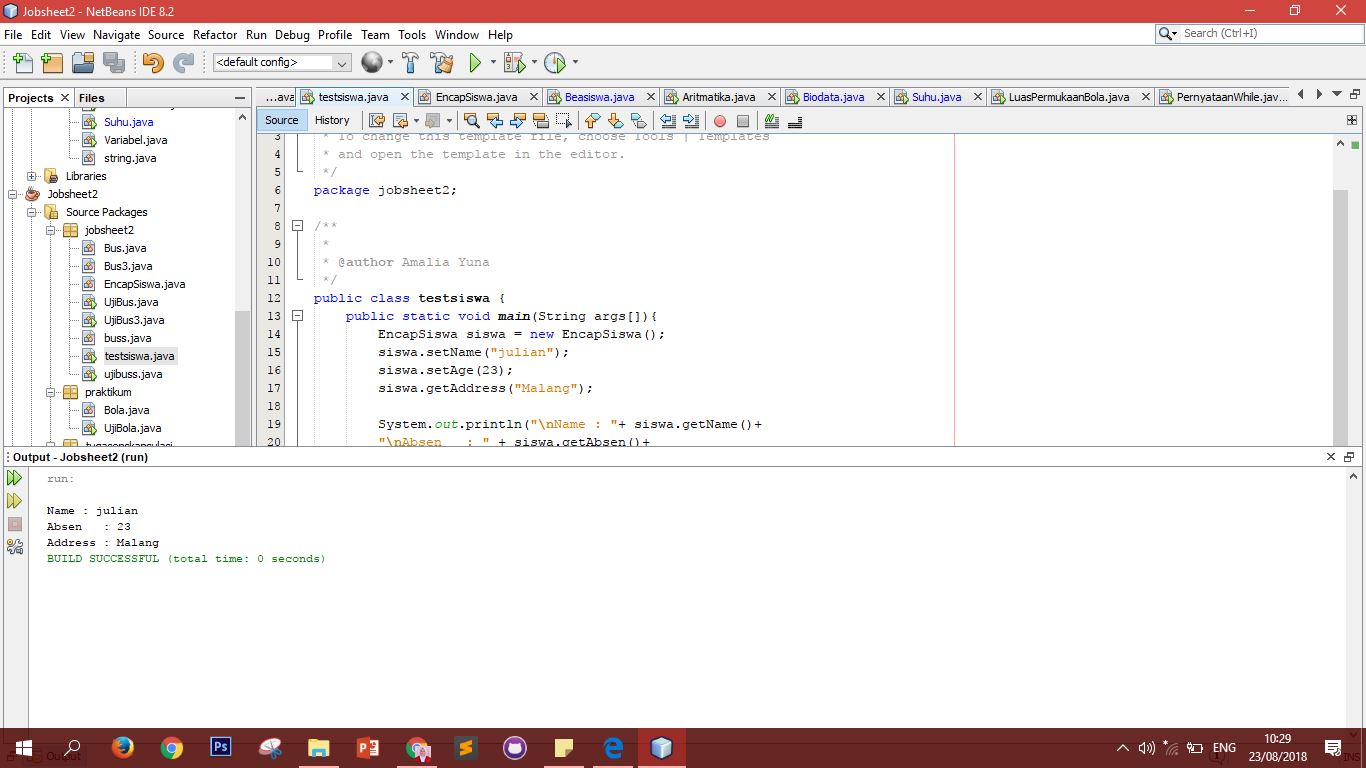 Jobsheet2 - NetBeans IDE 8.2
File Edit View Navigate Source Refactor Run Debug Profile Team Tools Window Help
Search (Ctrl+I)
<default config>
Projects Files
...ava testsiswa.java EncapSiswa.java Beasiswa.java Aritmatika.java Biodata.java Suhu.java LuasPermukaanBola.java PernyataanWhile.jav...
Source History
Suhu.java
Variabel.java
string.java
Libraries
Jobsheet2
Source Packages
jobsheet2
Bus.java
Bus3.java
EncapSiswa.java
UjiBus.java
UjiBus3.java
buss.java
testsiswa.java
ujibuss.java
praktikum
Bola.java
UjiBola.java
3 * To change this template file, choose Tools | Templates
4 * and open the template in the editor.
5 */
6 package jobsheet2;
7
8 /**
9 *
10 * @author Amalia Yuna
11 */
12 public class testsiswa {
13 public static void main(String args[]){
14 EncapSiswa siswa = new EncapSiswa();
15 siswa.setName("julian");
16 siswa.setAge(23);
17 siswa.getAddress("Malang");
18
19 System.out.println("\nName : "+ siswa.getName()+
20 "\nAbsen   : " + siswa.getAbsen()+
Output - Jobsheet2 (run)
run:
Name : julian
Absen   : 23
Address : Malang
BUILD SUCCESSFUL (total time: 0 seconds)
Output
Ps
ENG
10:29
23/08/2018
INS